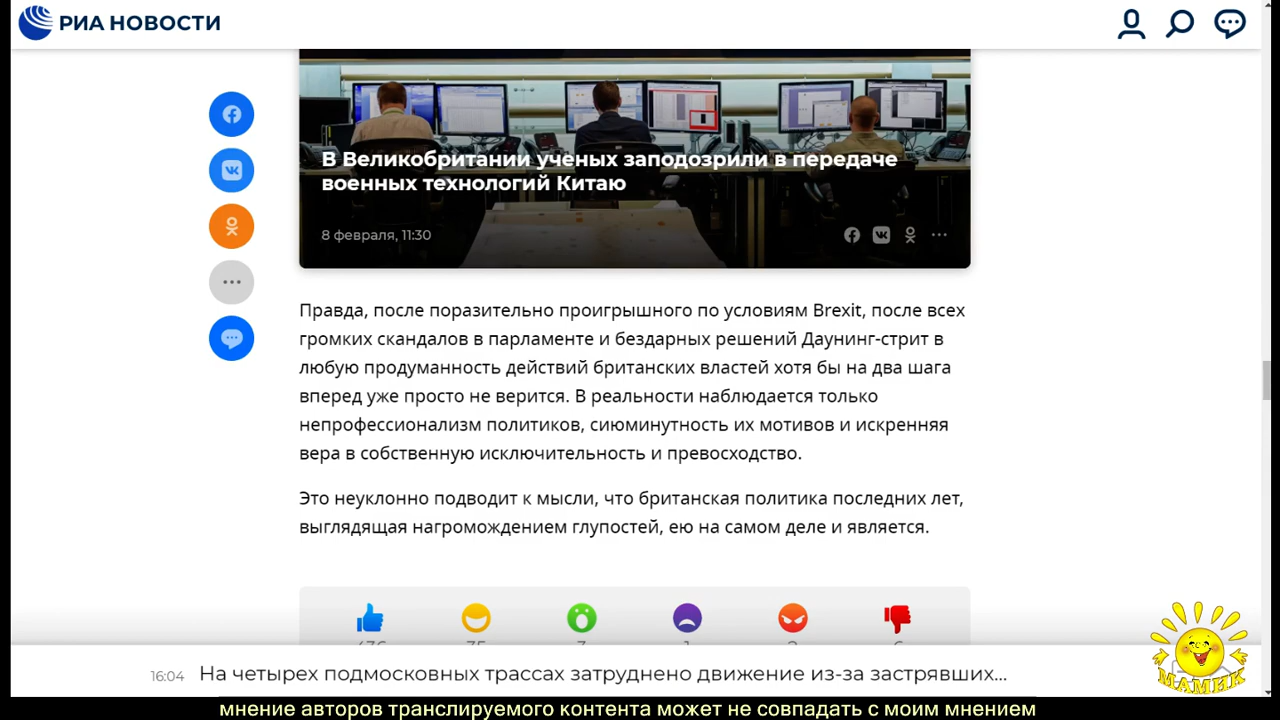 РИА НОВОСТИ
В Великобритании ученых заподозрили в передаче
военных технологий Китаю
8 февраля, 11:30
Правда, после поразительно проигрышного по условиям Brexit, после всех
громких скандалов в парламенте и бездарных решений Даунинг-стрит в
любую продуманность действий британских властей хотя бы на два шага
вперед уже просто не верится. В реальности наблюдается только
непрофессионализм политиков, сиюминутность их мотивов и искренняя
вера в собственную исключительность и превосходство.
Это неуклонно подводит к мысли, что британская политика последних лет,
выглядящая нагромождением глупостей, ею на самом деле и является.
16:04 На четырех подмосковных трассах затруднено движение из-за застрявших...
МАМИК
мнение авторов транслируемого контента может не совпадать с моим мнением